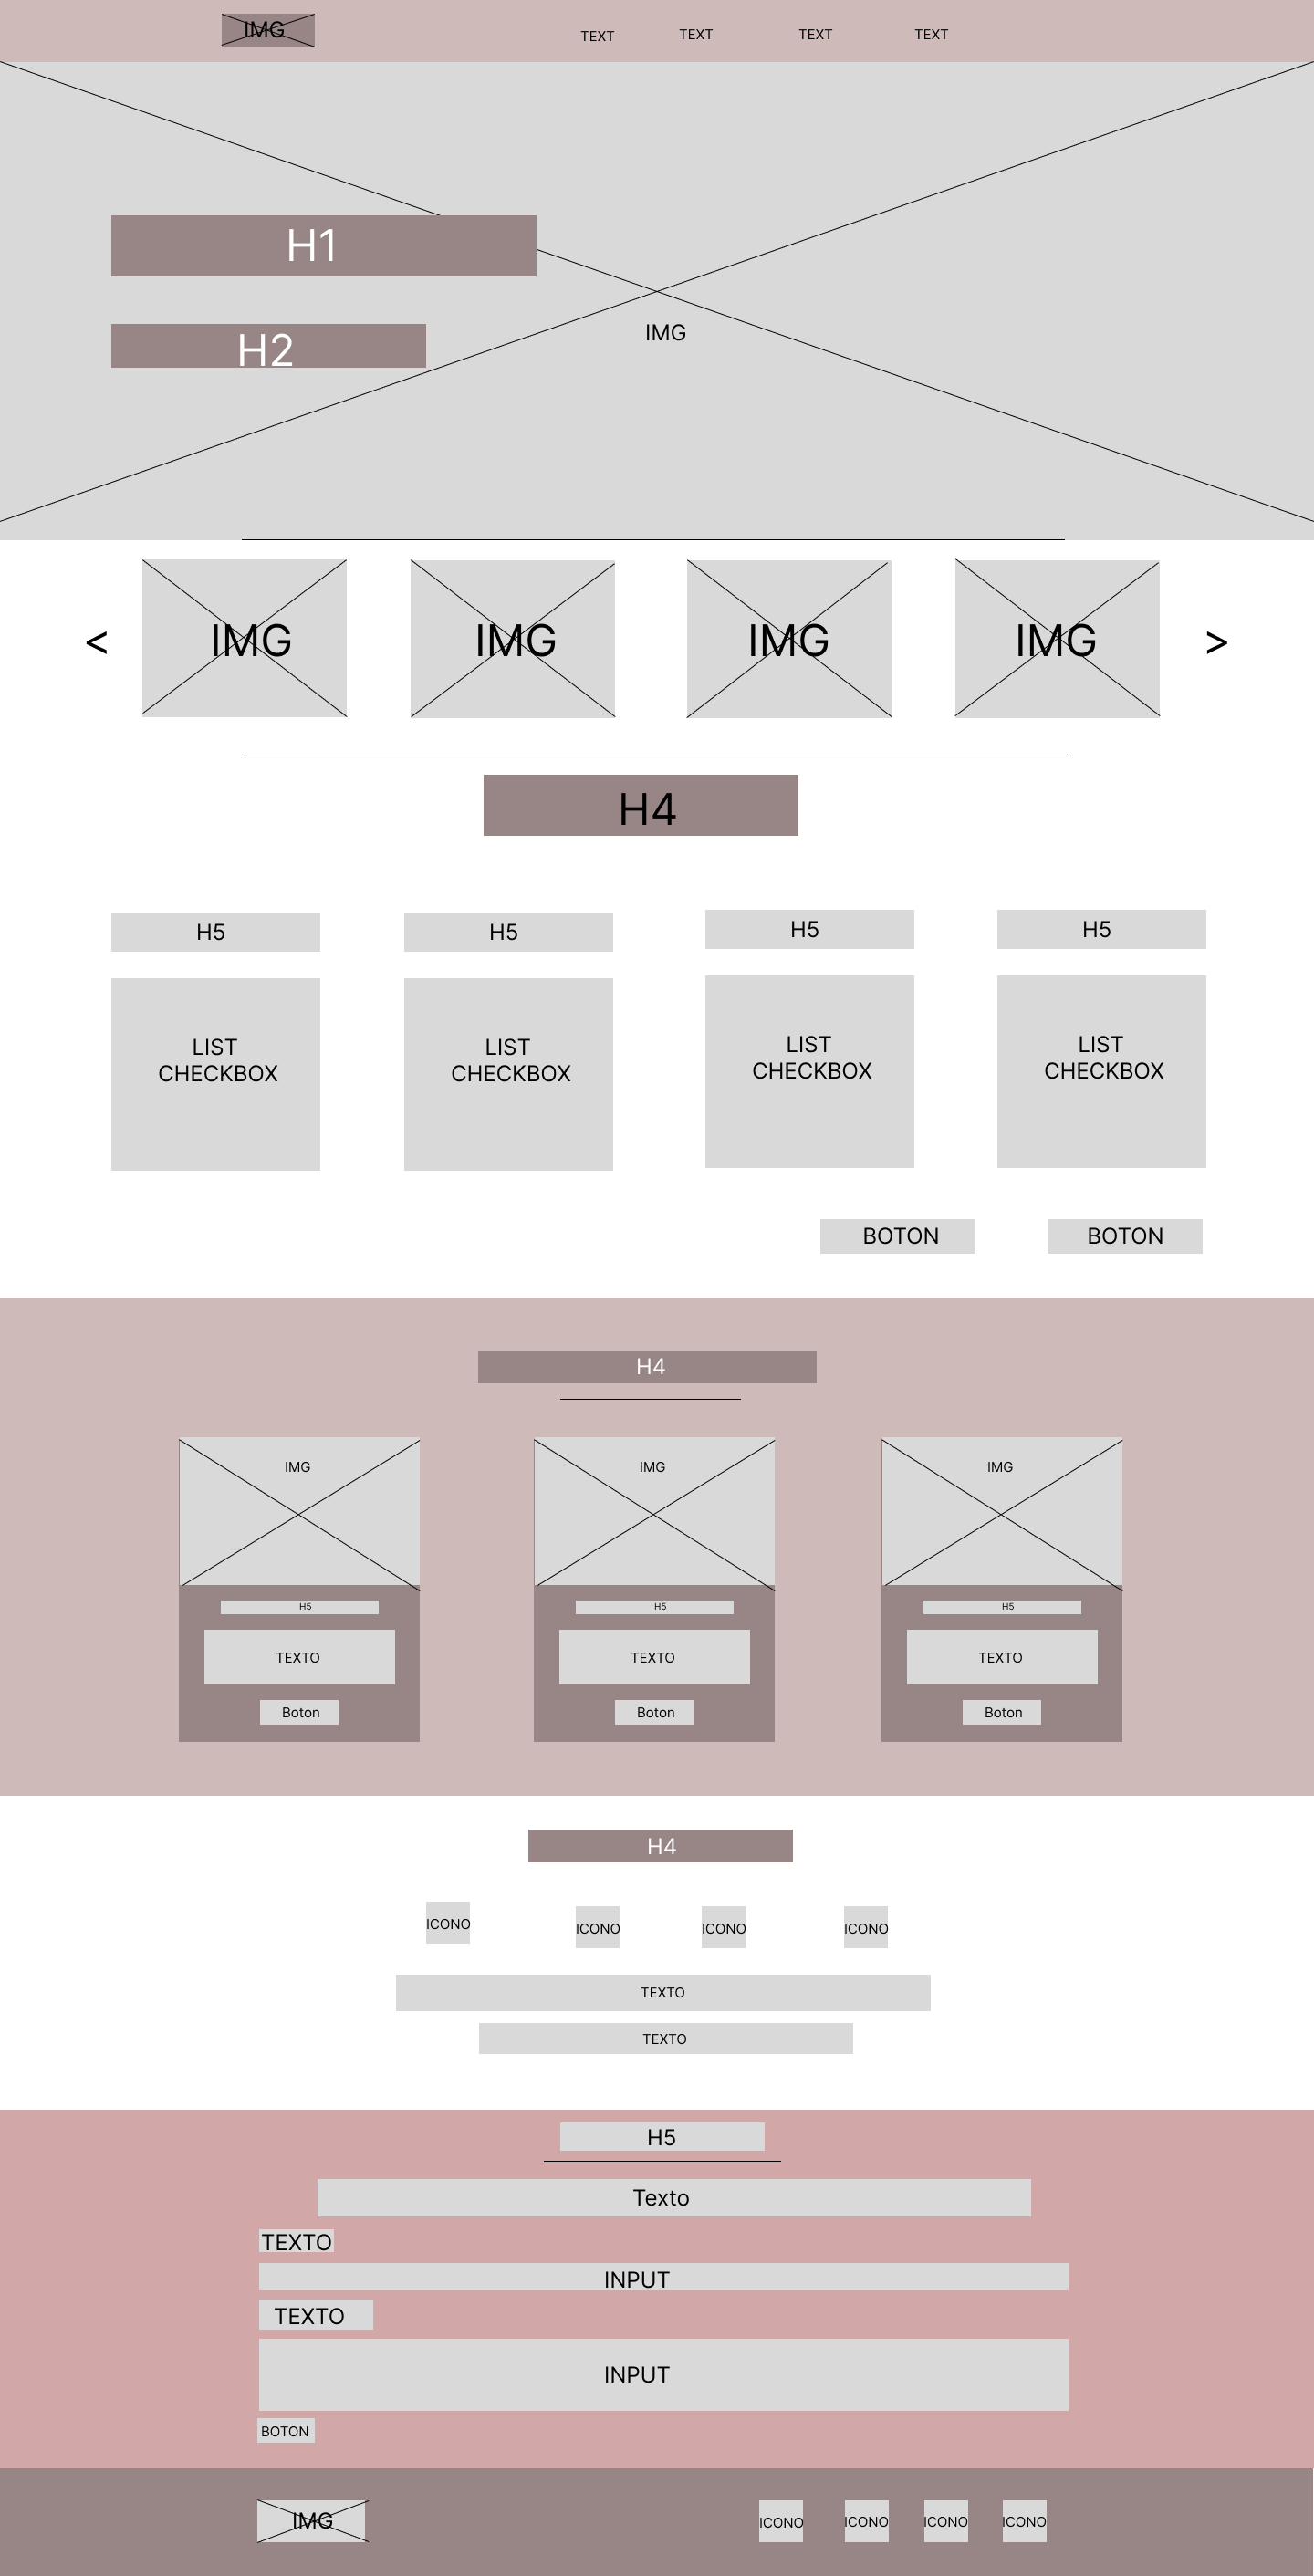 IMG
TEXT
TEXT
TEXT
TEXT
H1
H2
IMG
<
IMG
IMG
IMG
IMG
>
H4
H5
H5
H5
H5
LIST
CHECKBOX
LIST
CHECKBOX
LIST
CHECKBOX
LIST
CHECKBOX
BOTON
BOTON
H4
IMG
IMG
IMG
H5
H5
H5
TEXTO
TEXTO
TEXTO
Boton
Boton
Boton
H4
ICONO
ICONO
ICONO
ICONO
TEXTO
TEXTO
H5
Texto
TEXTO
INPUT
TEXTO
INPUT
BOTON
IMG
ICONO
ICONO
ICONO
ICONO